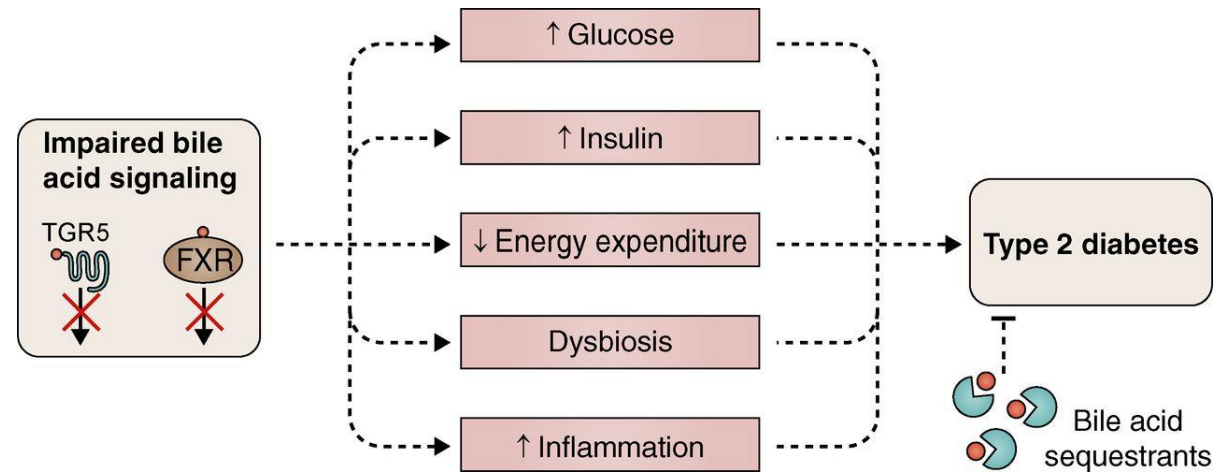 Impaired bile
acid signaling
TGR5
FXR
↑ Glucose
↑ Insulin
↓ Energy expenditure
Dysbiosis
↑ Inflammation
Type 2 diabetes
Bile acid
sequestrants